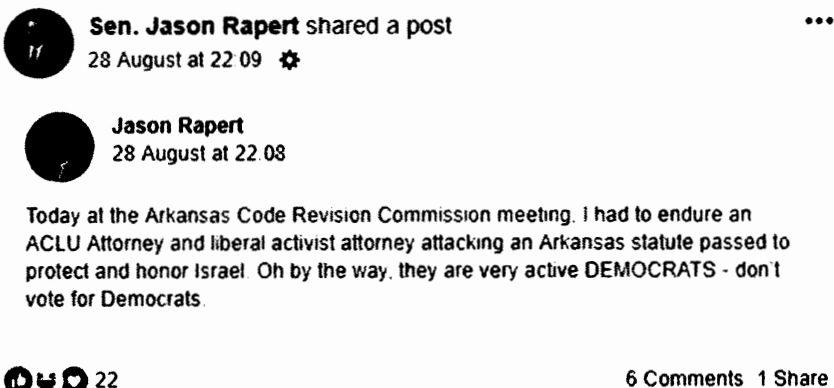 Sen. Jason Rapert shared a post
28 August at 22:09
Jason Rapert
28 August at 22.08
Today at the Arkansas Code Revision Commission meeting, I had to endure an
ACLU Attorney and liberal activist attorney attacking an Arkansas statute passed to
protect and honor Israel. Oh by the way, they are very active DEMOCRATS - don't
vote for Democrats.
22
6 Comments 1 Share